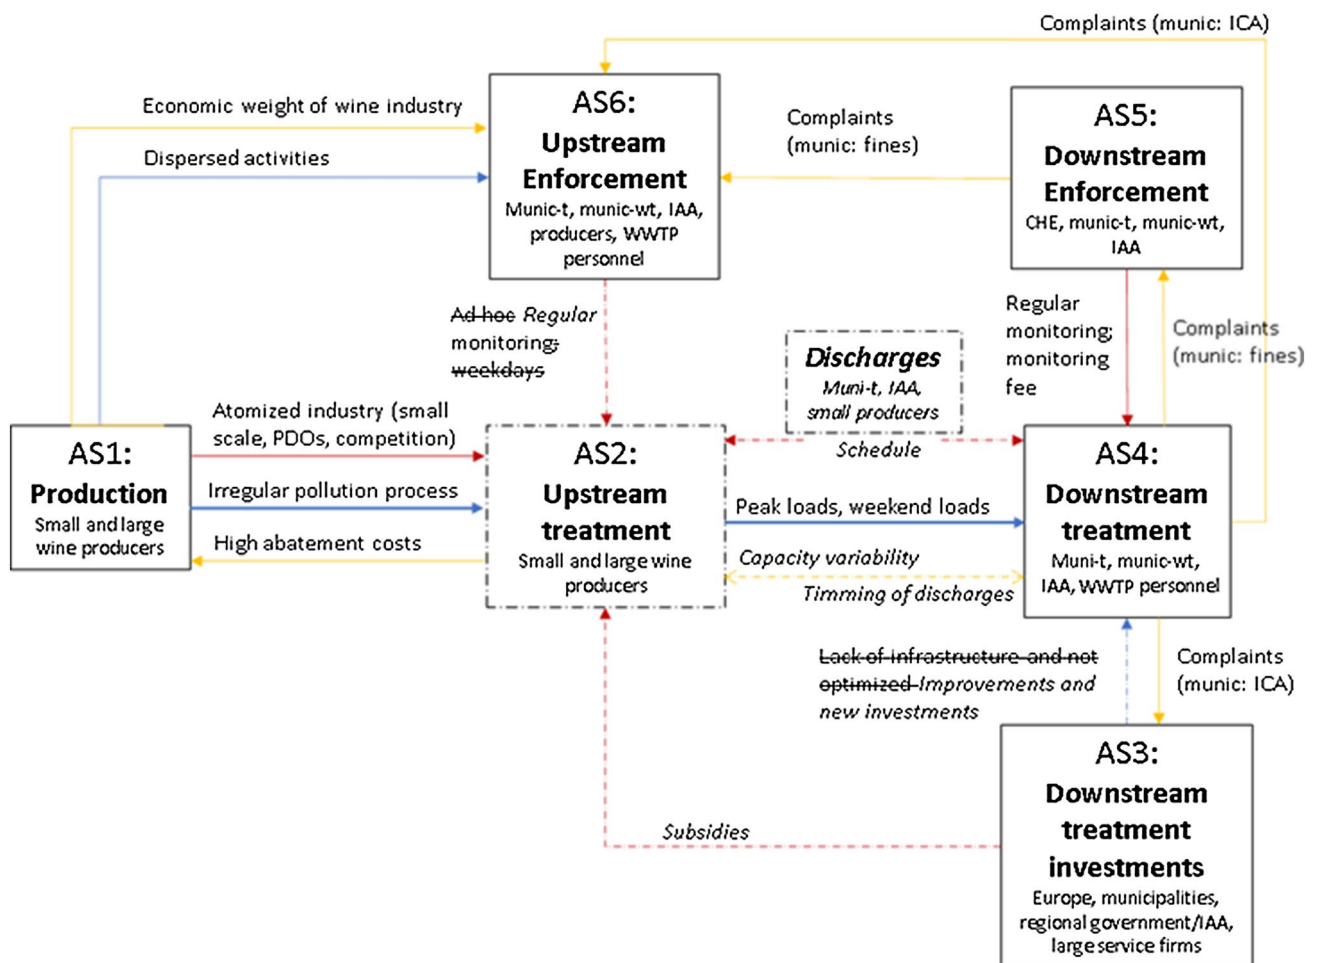 Complaints (munic: ICA)
Economic weight of wine industry
Dispersed activities
AS6:
Upstream
Enforcement
Munic-t, munic-wt, IAA,
producers, WWTP
personnel
Complaints
(munic: fines)
AS5:
Downstream
Enforcement
CHE, munic-t, munic-wt,
IAA
Ad hoc Regular
monitoring;
weekdays
Discharges
Muni-t, IAA,
small producers
Schedule
Regular
monitoring;
monitoring
fee
Complaints
(munic: fines)
AS1:
Production
Small and large
wine producers
Atomized industry (small
scale, PDOs, competition)
Irregular pollution process
High abatement costs
AS2:
Upstream
treatment
Small and large wine
producers
Peak loads, weekend loads
Capacity variability
Timming of discharges
AS4:
Downstream
treatment
Muni-t, munic-wt,
IAA, WWTP personnel
Lack of infrastructure and not
optimized Improvements and
new investments
Complaints
(munic: ICA)
Subsidies
AS3:
Downstream
treatment
investments
Europe, municipalities,
regional government/IAA,
large service firms